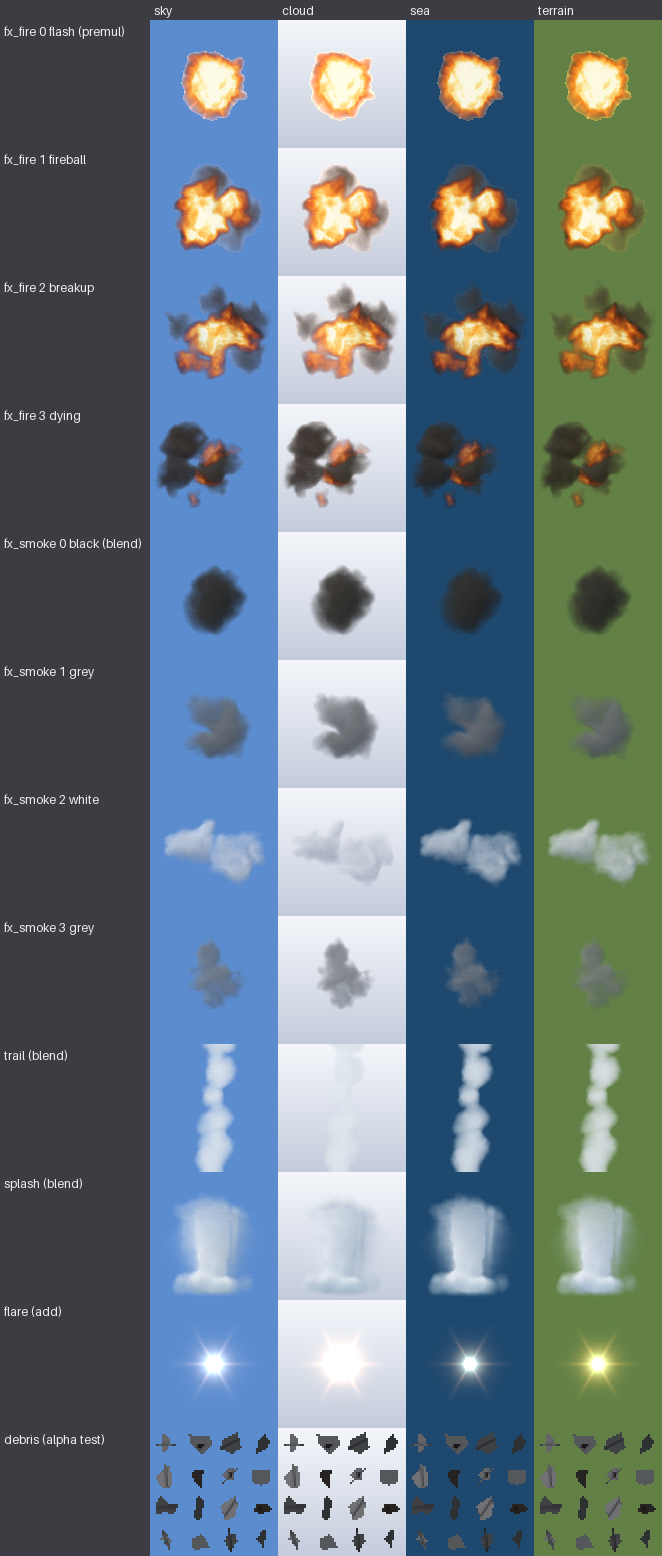 sky cloud sea terrain
fx_fire 0 flash (premul)
fx_fire 1 fireball
fx_fire 2 breakup
fx_fire 3 dying
fx_smoke 0 black (blend)
fx_smoke 1 grey
fx_smoke 2 white
fx_smoke 3 grey
trail (blend)
splash (blend)
flare (add)
debris (alpha test)